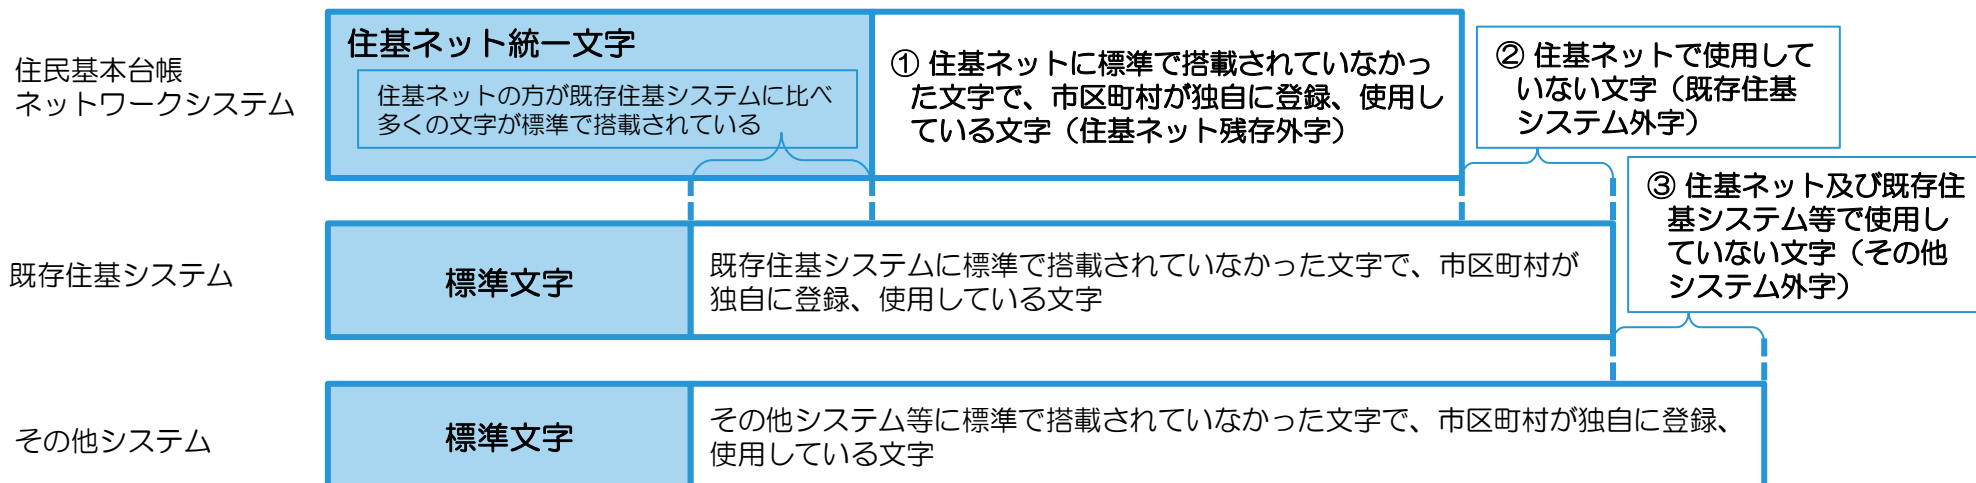 住民基本台帳
ネットワークシステム
住基ネット統一文字
住基ネットの方が既存住基システムに比べ
多くの文字が標準で搭載されている
① 住基ネットに標準で搭載されていなかっ
た文字で、市区町村が独自に登録、使用し
ている文字（住基ネット残存外字）
② 住基ネットで使用して
いない文字（既存住基
システム外字）
③ 住基ネット及び既存住
基システム等で使用し
ていない文字（その他
システム外字）
既存住基システム
標準文字
既存住基システムに標準で搭載されていなかった文字で、市区町村が
独自に登録、使用している文字
その他システム
標準文字
その他システム等に標準で搭載されていなかった文字で、市区町村が独自に登録、
使用している文字